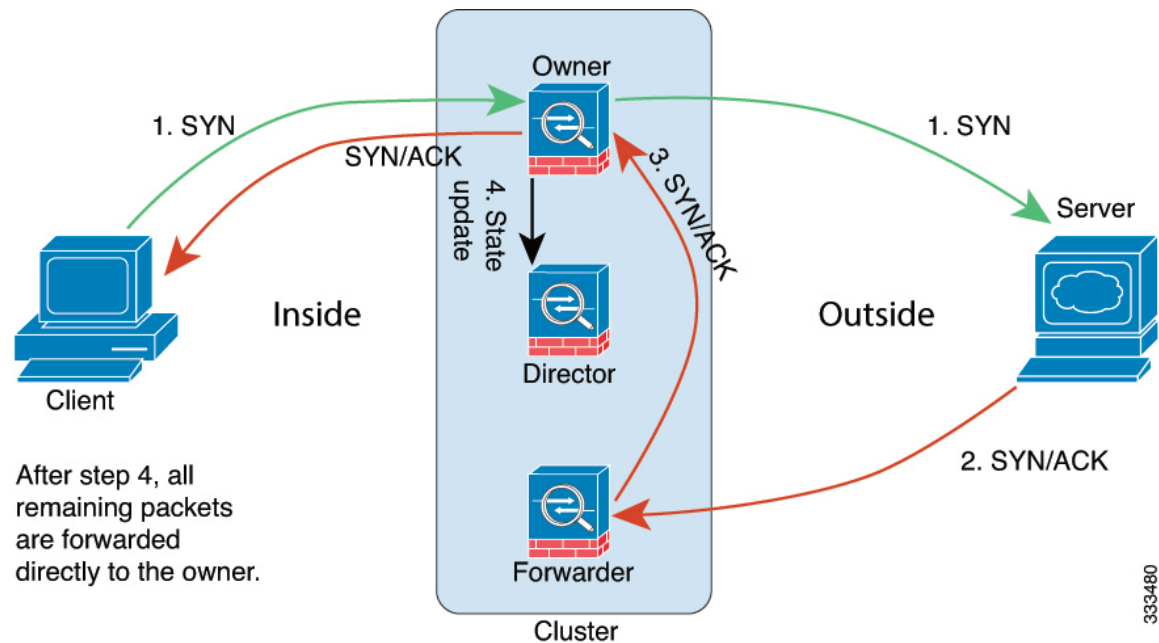 Owner
1. SYN
1. SYN
SYN/ACK
3. SYN/ACK
4. State
update
Server
Inside
Outside
Director
Client
2. SYN/ACK
After step 4, all
remaining packets
are forwarded
directly to the owner.
Forwarder
333480
Cluster